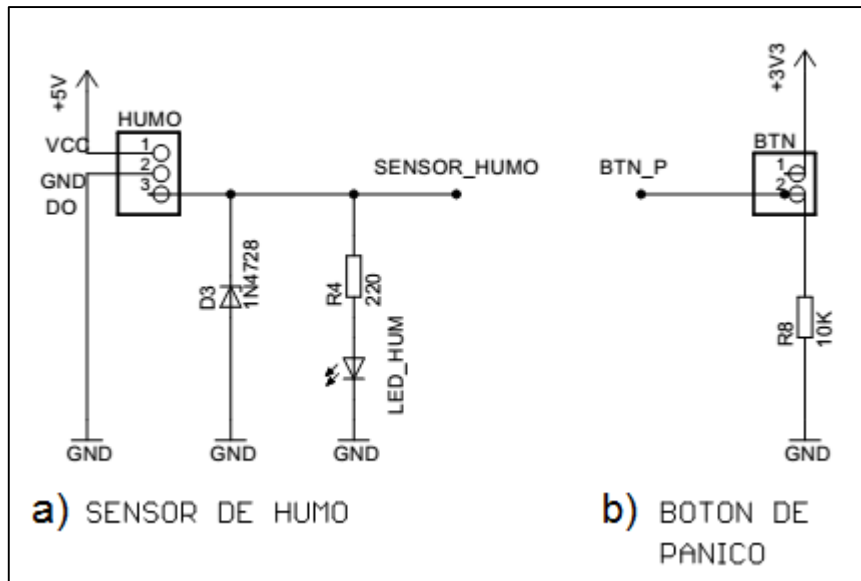 +5V
HUMO
VCC
1
GND
2
DO
3
SENSOR_HUMO
D3
1N4728
R4
220
LED_HUM
GND
GND
GND
a) SENSOR DE HUMO
+3V3
BTN
1
BTN_P
2
R8
10K
GND
b) BOTON DE
PANICO